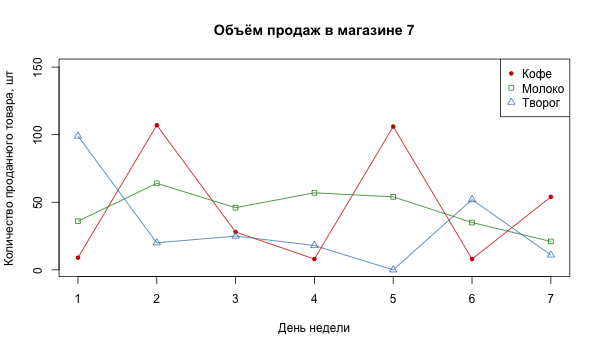 Объём продаж в магазине 7
Количество проданного товара, шт
150
100
50
0
Кофе
Молоко
Творог
1 2 3 4 5 6 7
День недели